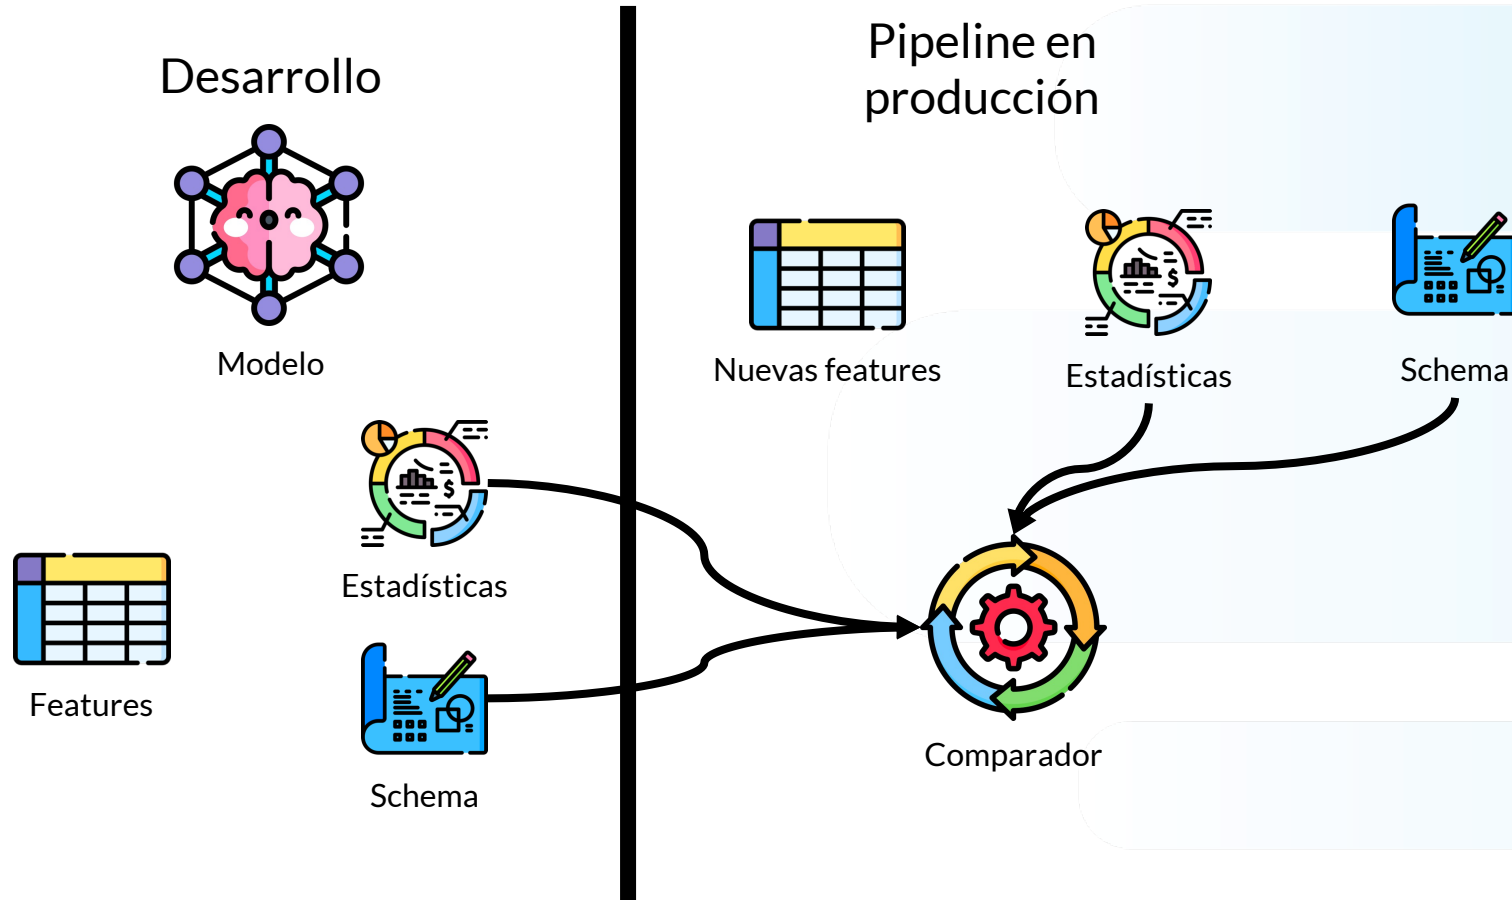 Desarrollo
Modelo
Estadísticas
Features
Schema
Pipeline en
producción
Nuevas features
Estadísticas
Schema
Comparador